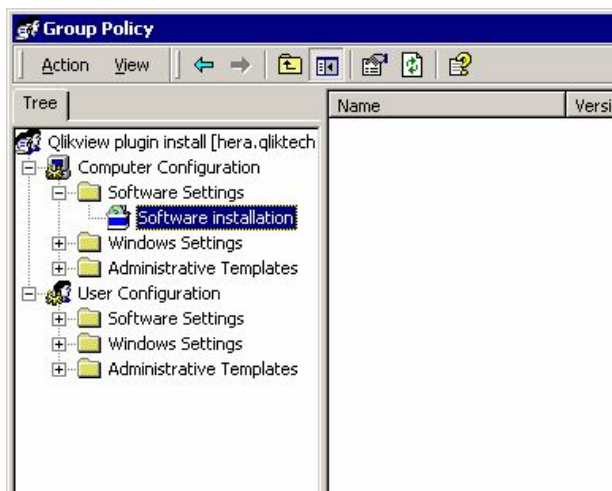 Group Policy
Action View
Tree
Name Versi
Qlikview plugin install [hera.qliktech
Computer Configuration
Software Settings
Software installation
Windows Settings
Administrative Templates
User Configuration
Software Settings
Windows Settings
Administrative Templates